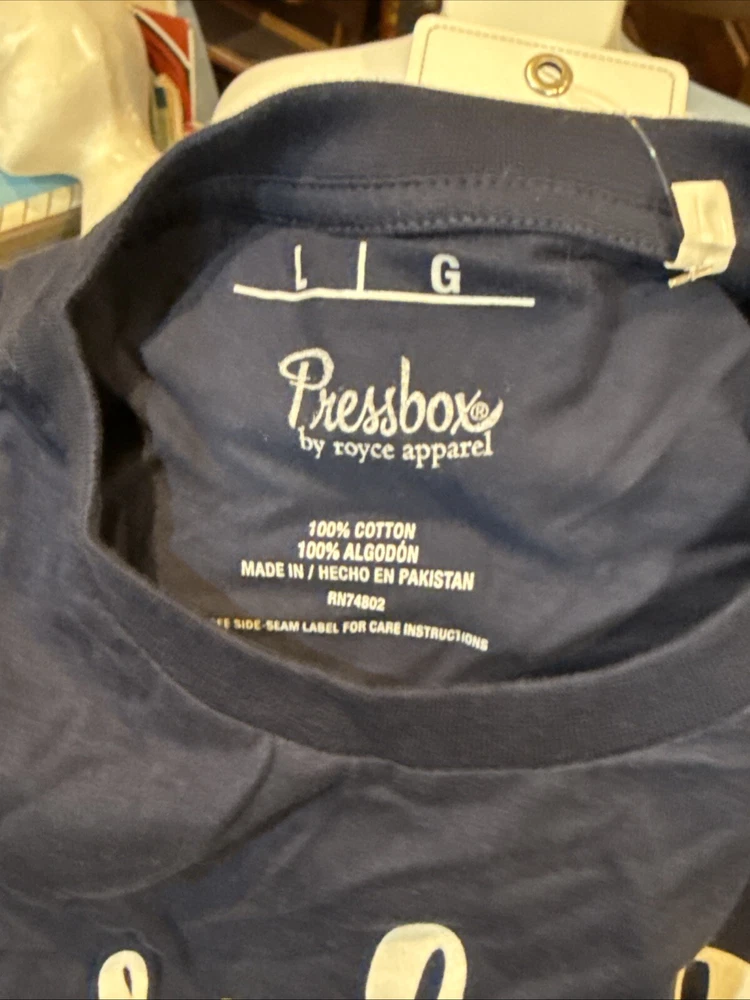 L | G
Pressbox®
by royce apparel
100% COTTON
100% ALGODÓN
MADE IN / HECHO EN PAKISTAN
RN74802
SIDE-SEAM LABEL FOR CARE INSTRUCTIONS